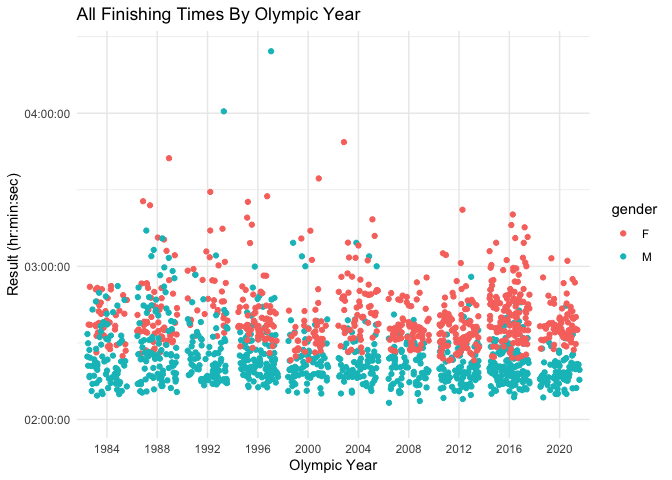 All Finishing Times By Olympic Year
Result (hr:min:sec)
04:00:00
03:00:00
02:00:00
1984 1988 1992 1996 2000 2004 2008 2012 2016 2020
Olympic Year
gender
F
M